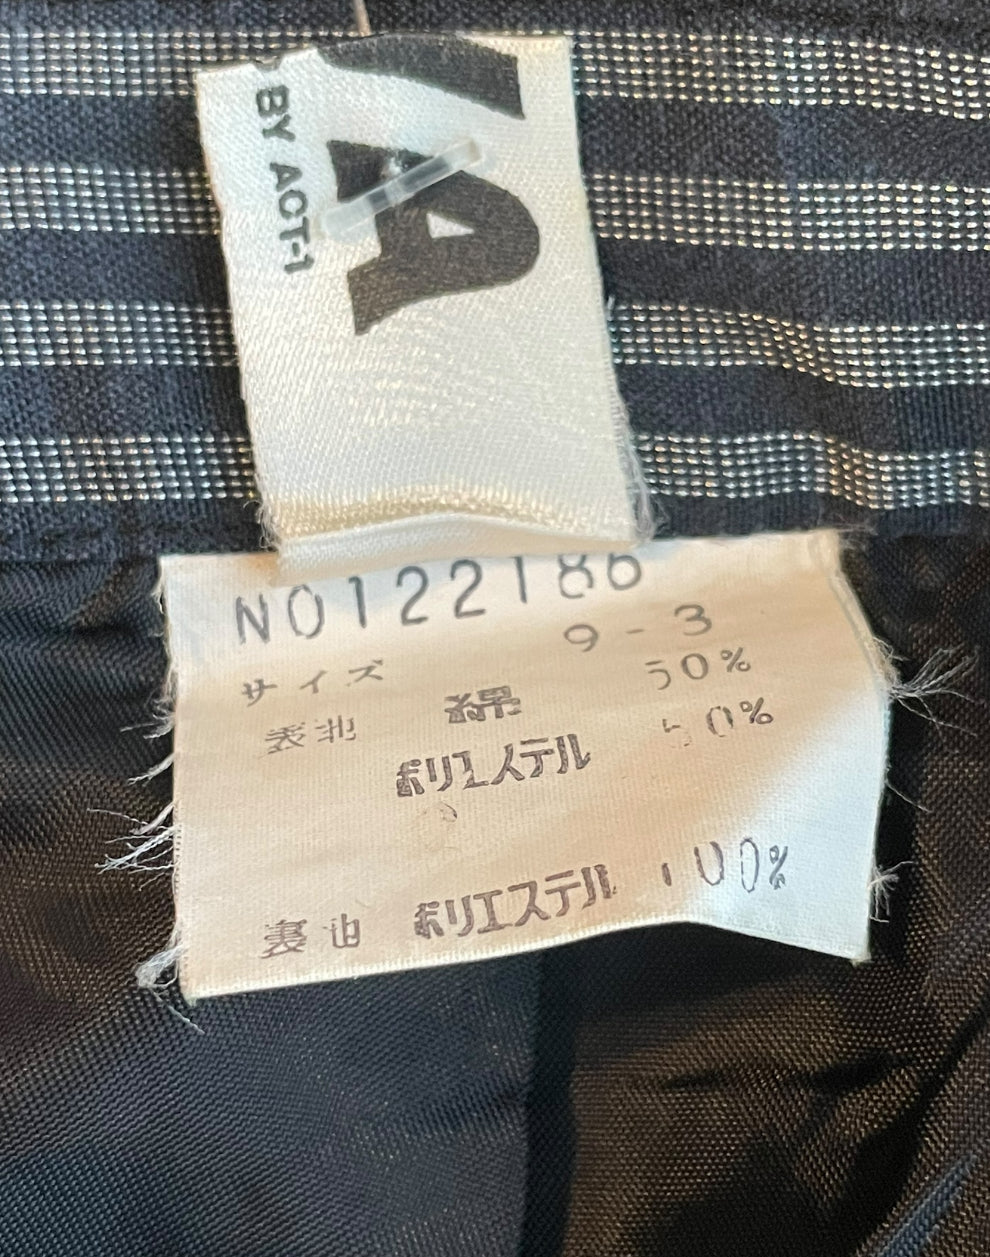 BY ACT-1
NO122186
サイズ 9-3
表地 綿 50%
ポリエステル 50%
裏地 ポリエステル 100%